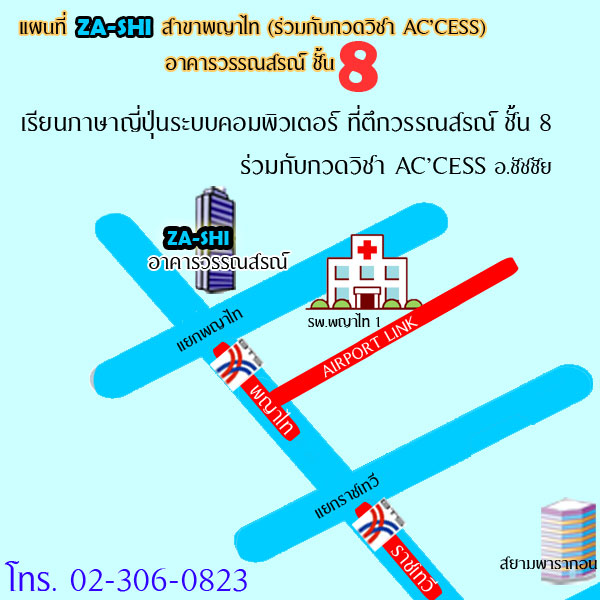 แผนที่ ZA-SHI สาขาพญาไท (ร่วมกับกวดวิชา AC'CESS)
อาคารวรรณสรณ์ ชั้น 8
เรียนภาษาญี่ปุ่นระบบคอมพิวเตอร์ ที่ตึกวรรณสรณ์ ชั้น 8
ร่วมกับกวดวิชา AC'CESS อ.ชัชชัย
ZA-SHI
อาคารวรรณสรณ์
รพ.พญาไท 1
แยกพญาไท
AIRPORT LINK
BTS
พญาไท
แยกราชเทวี
BTS
ราชเทวี
สยามพารากอน
โทร. 02-306-0823